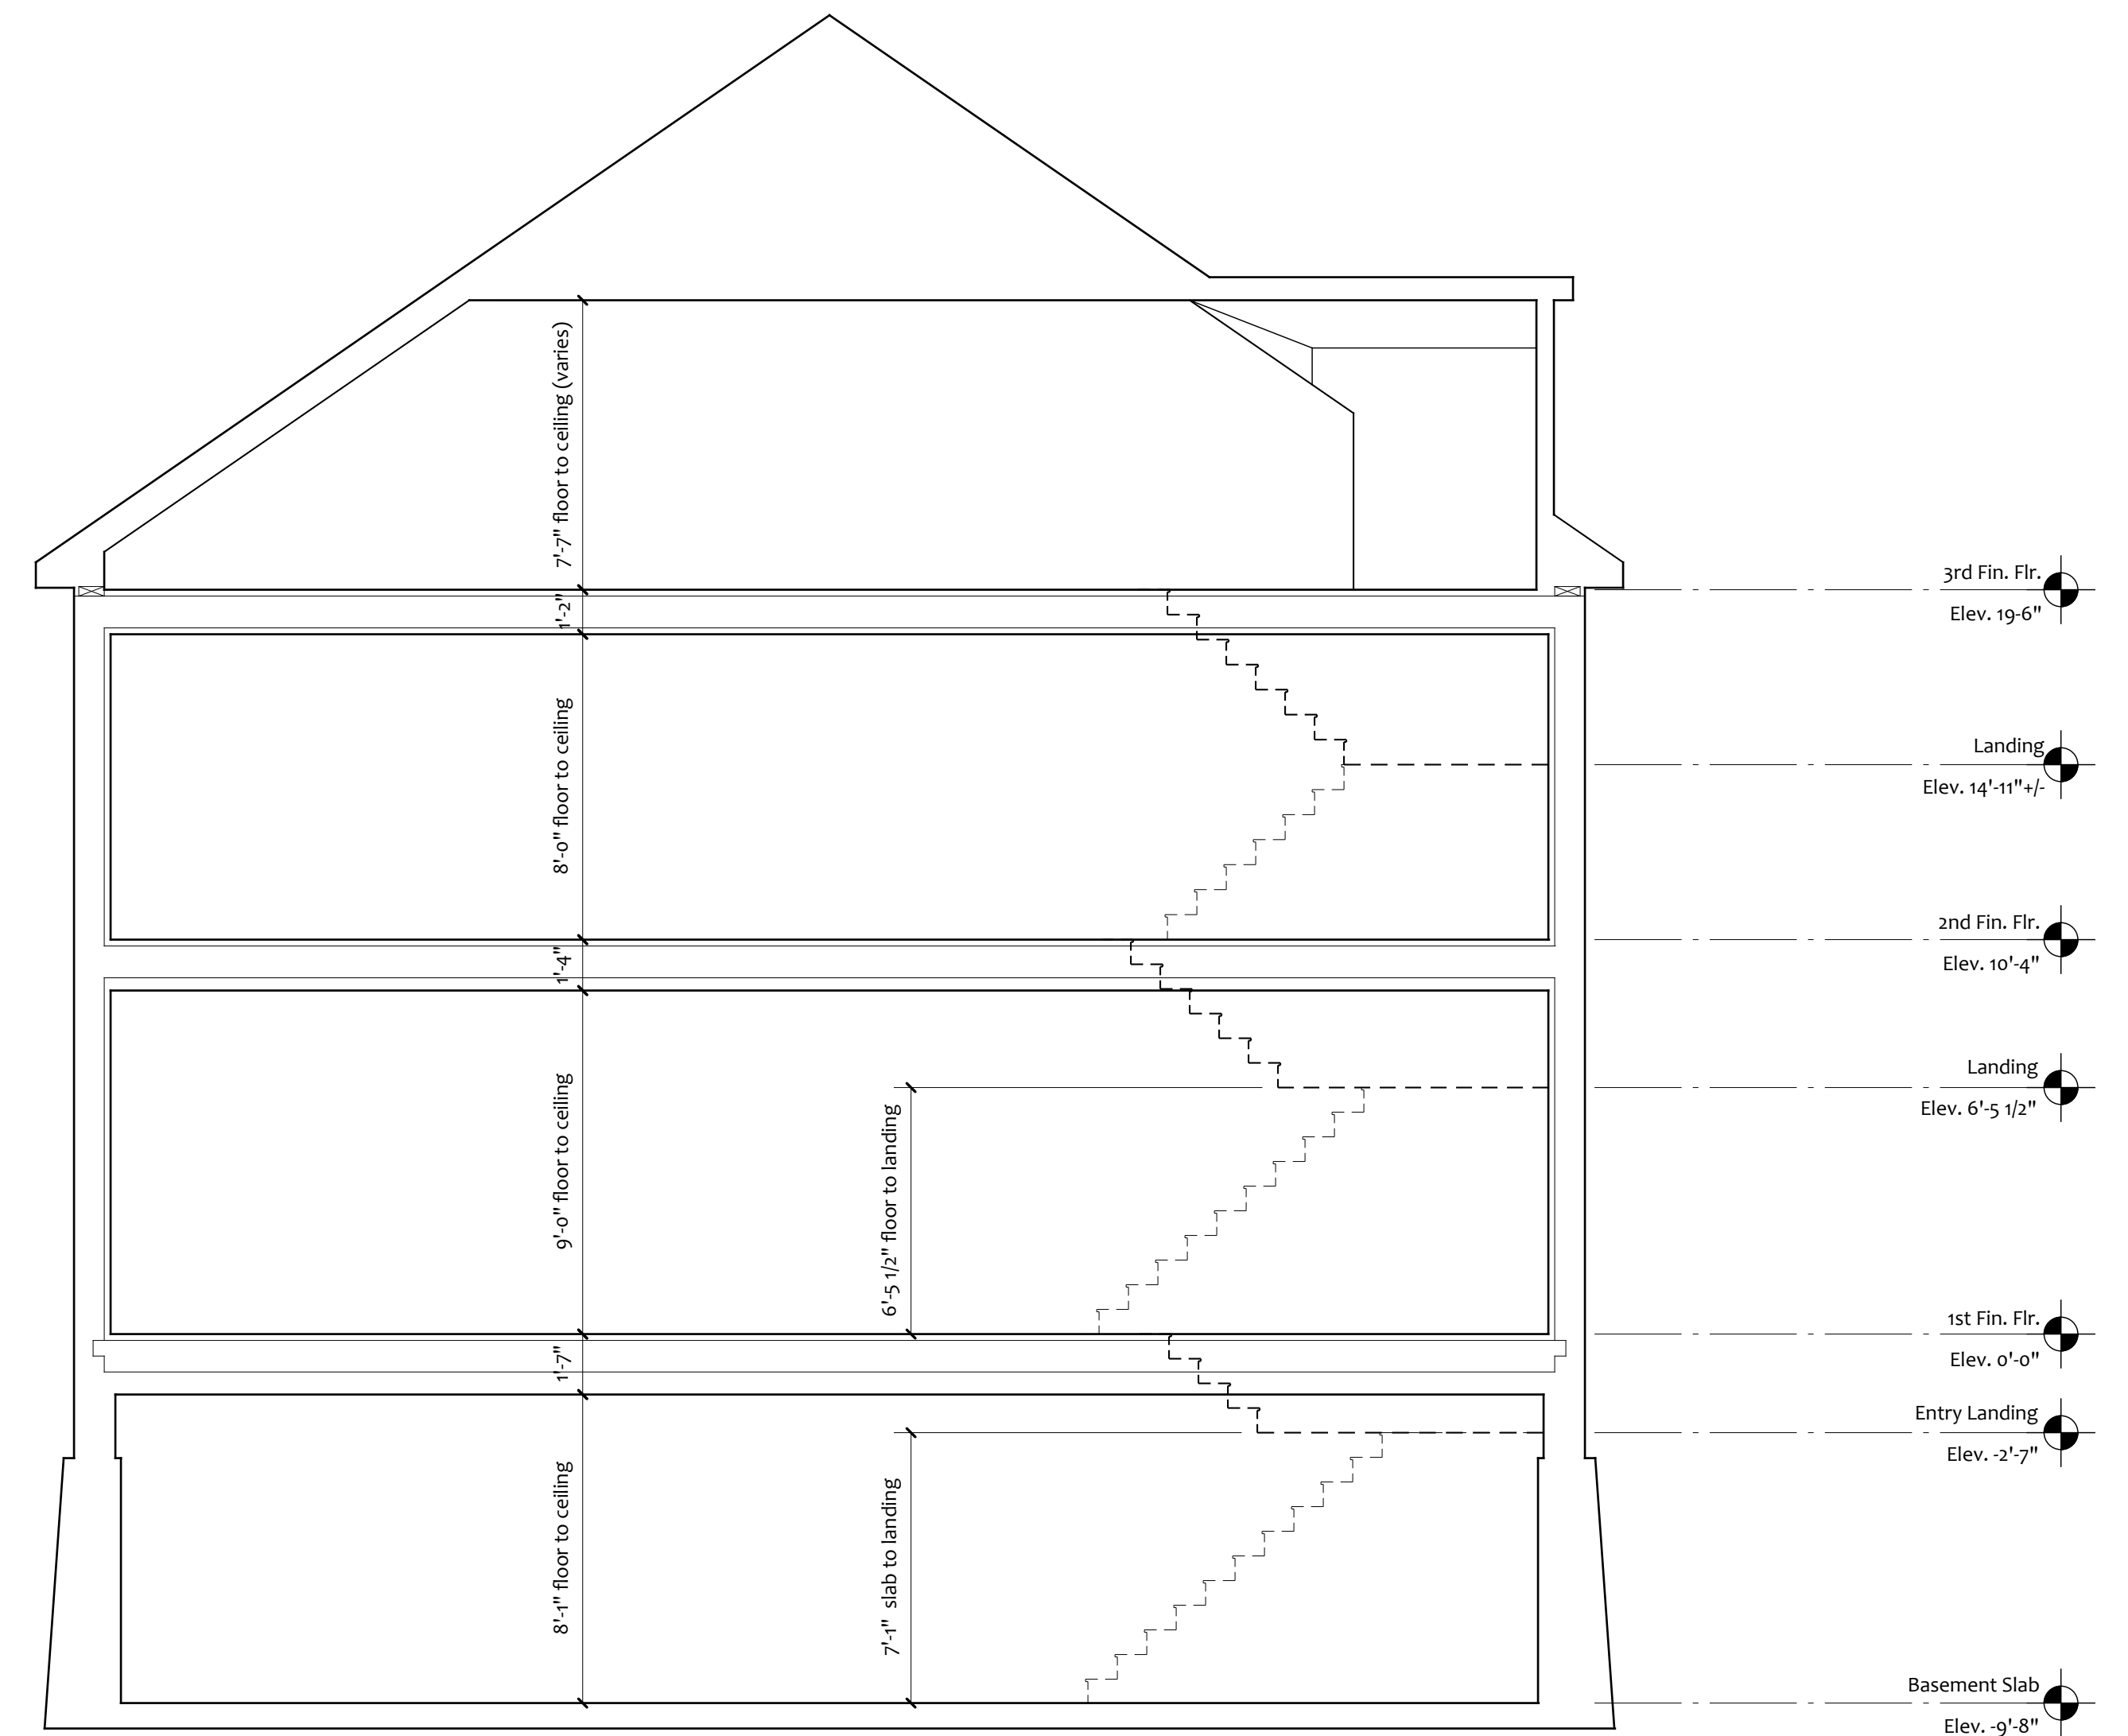 7'-7" floor to ceiling (varies)
1'-2"
8'-0" floor to ceiling
1'-4"
9'-0" floor to ceiling
6'-5 1/2" floor to landing
1'-7"
8'-1" floor to ceiling
7'-1" slab to landing
3rd Fin. Flr.
Elev. 19-6"
Landing
Elev. 14'-11"+/-
2nd Fin. Flr.
Elev. 10'-4"
Landing
Elev. 6'-5 1/2"
1st Fin. Flr.
Elev. 0'-0"
Entry Landing
Elev. -2'-7"
Basement Slab
Elev. -9'-8"